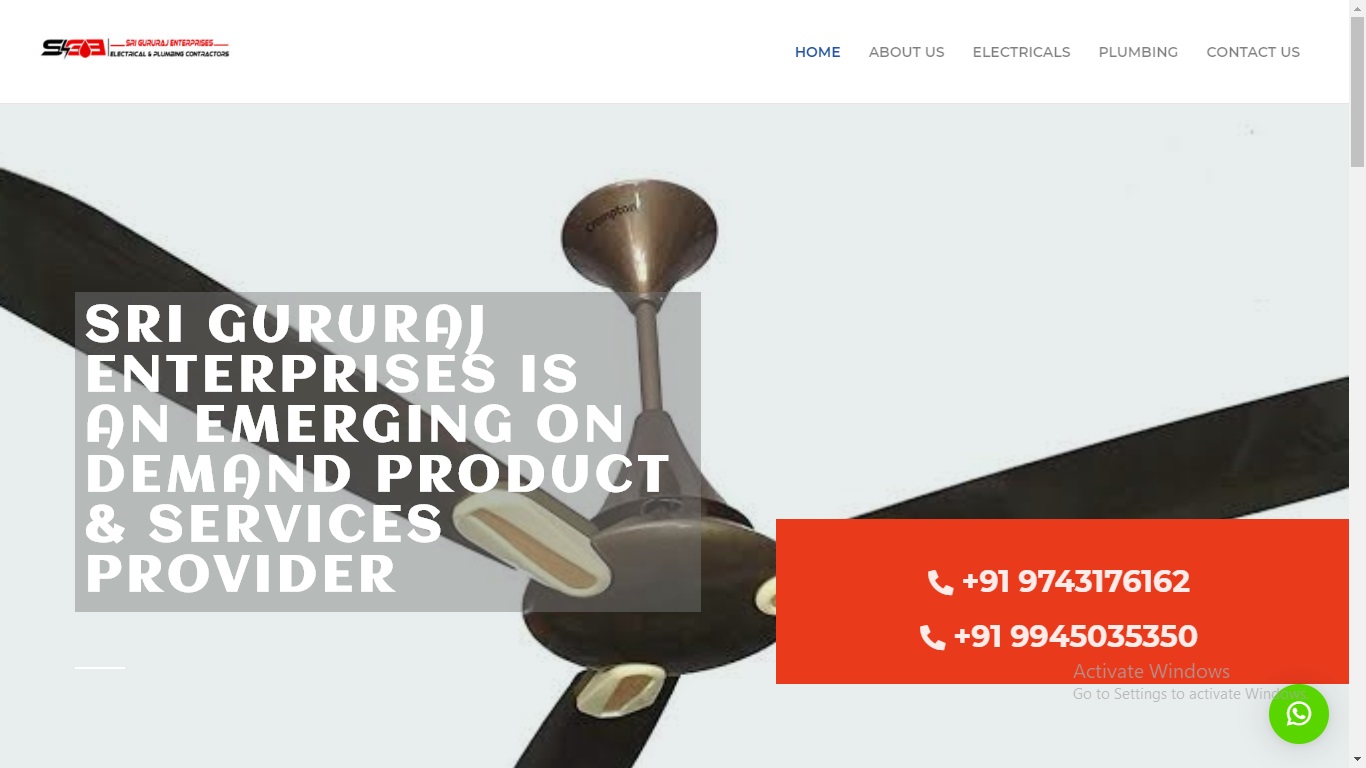 SRI GURURAJ ENTERPRISES
ELECTRICAL & PLUMBING CONTRACTORS
HOME ABOUT US ELECTRICALS PLUMBING CONTACT US
Crompton
SRI GURURAJ
ENTERPRISES IS
AN EMERGING ON
DEMAND PRODUCT
& SERVICES
PROVIDER
+91 9743176162
+91 9945035350
Activate Windows
Go to Settings to activate Windows.